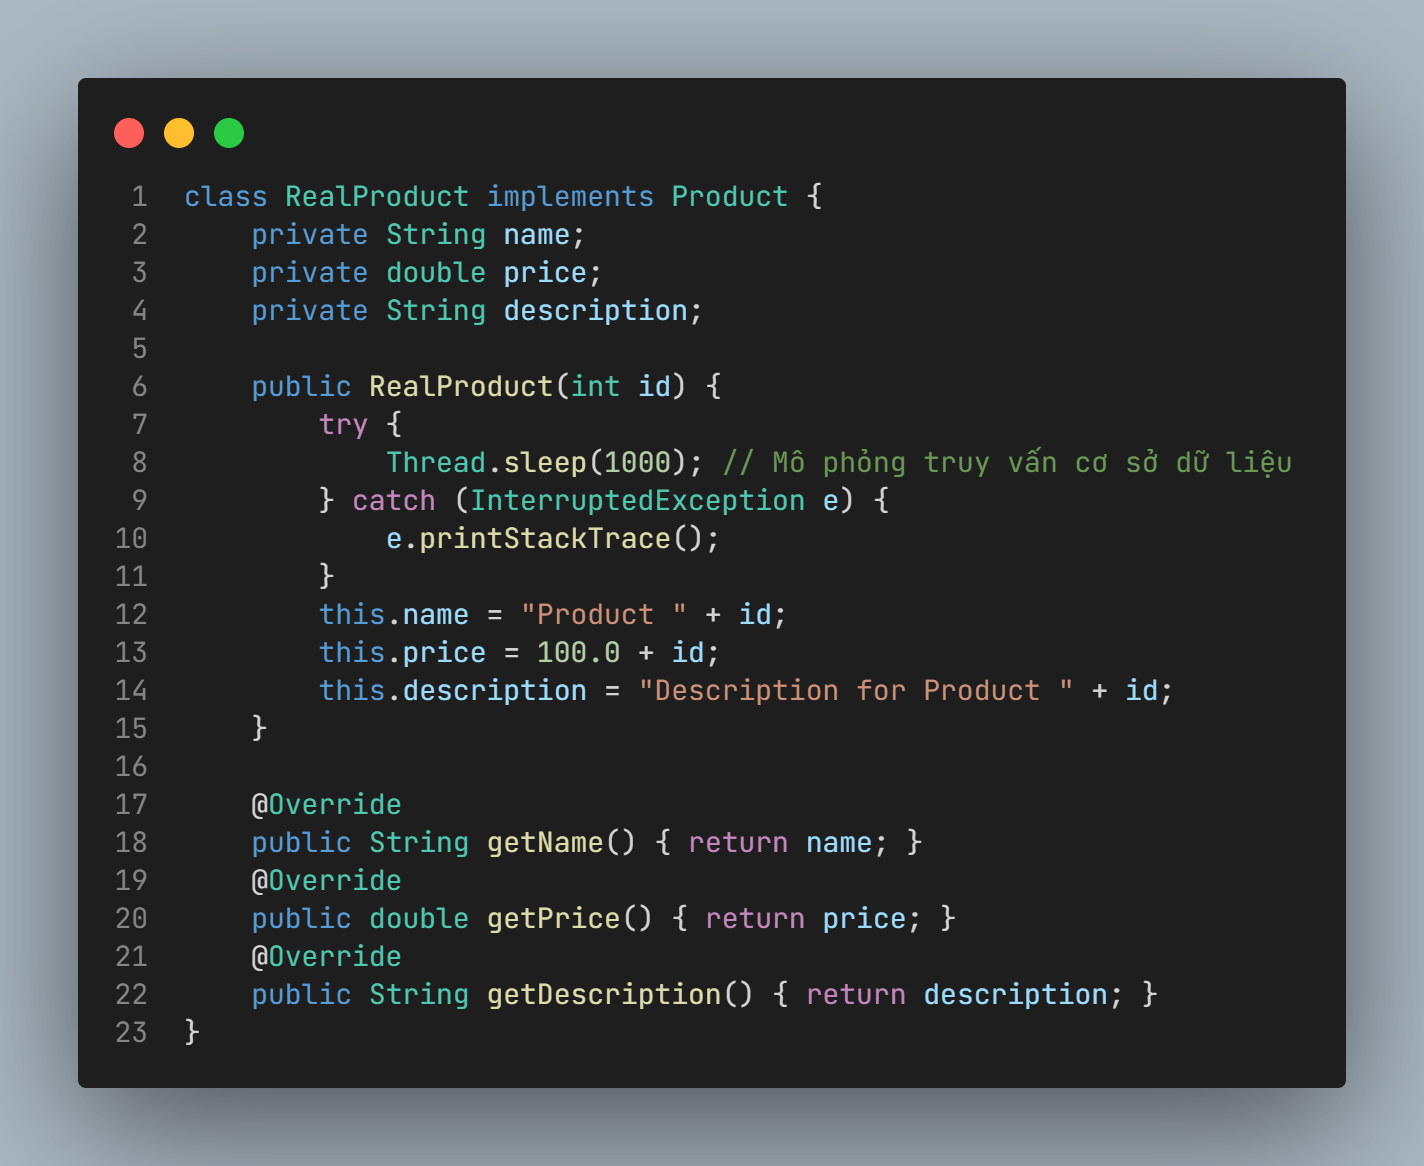 1 class RealProduct implements Product {
2     private String name;
3     private double price;
4     private String description;
5
6     public RealProduct(int id) {
7         try {
8             Thread.sleep(1000); // Mô phỏng truy vấn cơ sở dữ liệu
9         } catch (InterruptedException e) {
10             e.printStackTrace();
11         }
12         this.name = "Product " + id;
13         this.price = 100.0 + id;
14         this.description = "Description for Product " + id;
15     }
16
17     @Override
18     public String getName() { return name; }
19     @Override
20     public double getPrice() { return price; }
21     @Override
22     public String getDescription() { return description; }
23 }